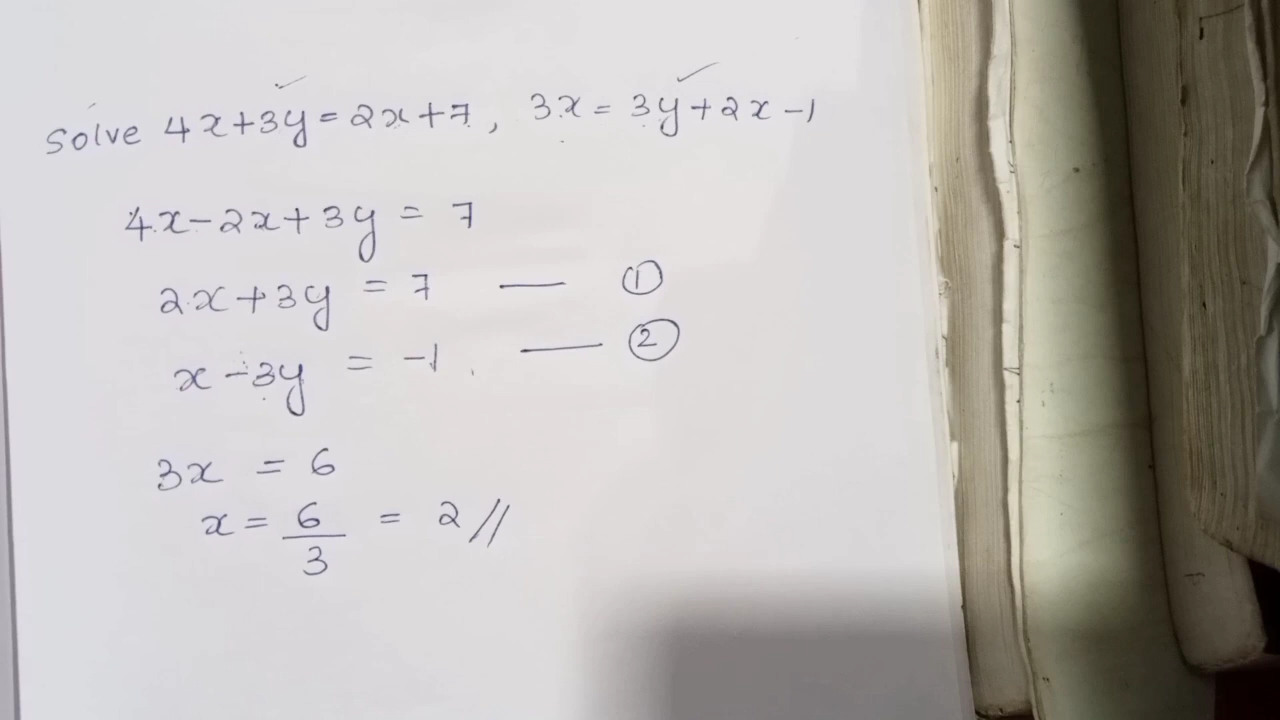 solve 4x+3y=2x+7, 3x=3y+2x-1
4x-2x+3y = 7
2x+3y = 7 — ①
x-3y = -1 — ②
3x = 6
x = 6/3 = 2 //